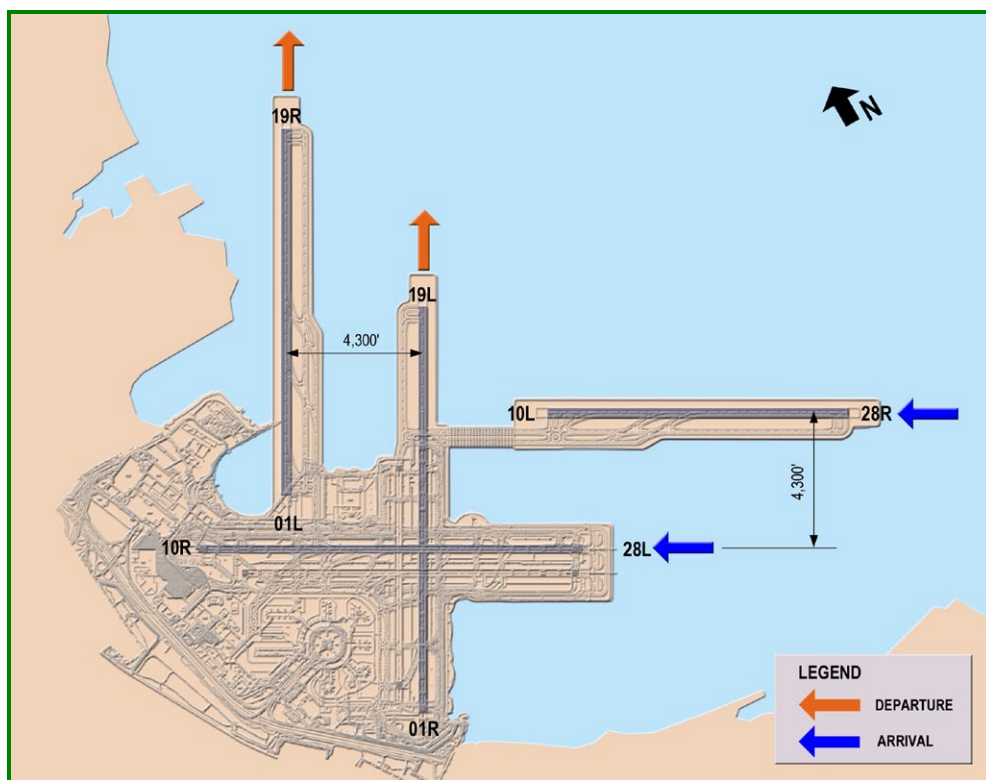 19R
N
19L
4,300'
10L
28R
4,300'
01L
10R
28L
01R
LEGEND
DEPARTURE
ARRIVAL